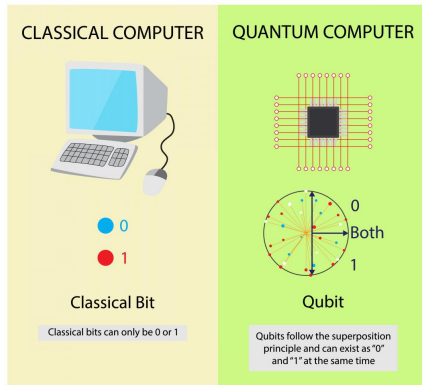 CLASSICAL COMPUTER
0
1
Classical Bit
Classical bits can only be 0 or 1
QUANTUM COMPUTER
0
Both
1
Qubit
Qubits follow the superposition
principle and can exist as “0”
and “1” at the same time